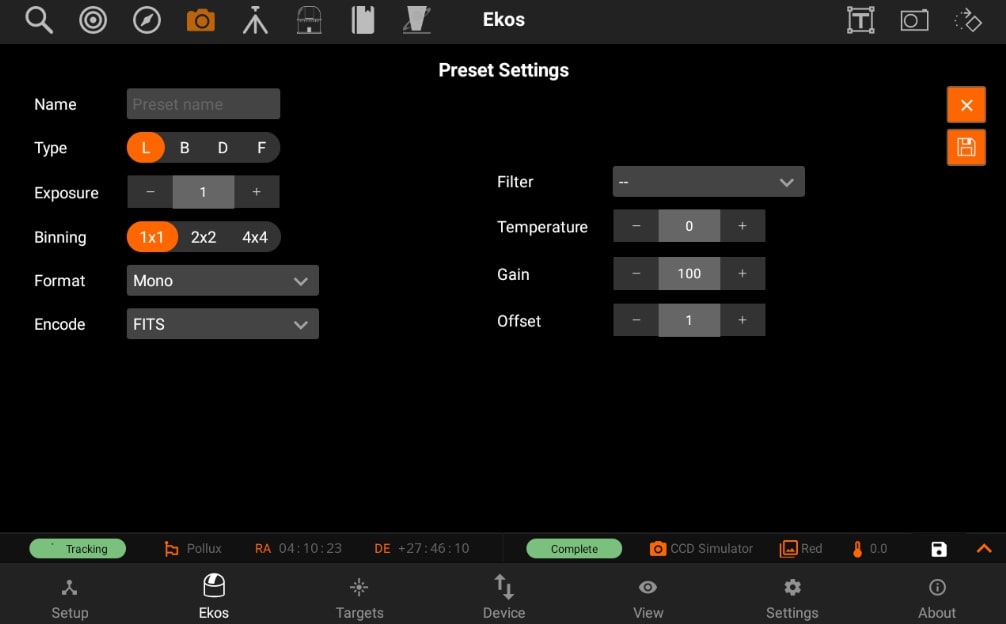 Ekos
Preset Settings
Name
Preset name
Type
L B D F
Exposure
− 1 +
Binning
1x1 2x2 4x4
Format
Mono
Encode
FITS
Filter
--
Temperature
− 0 +
Gain
− 100 +
Offset
− 1 +
Tracking Pollux RA 04:10:23 DE +27:46:10 Complete CCD Simulator Red 0.0
Setup Ekos Targets Device View Settings About